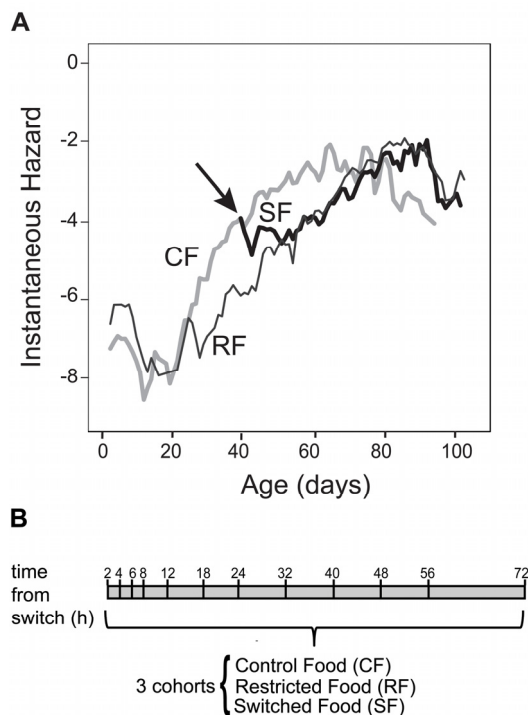 A
Instantaneous Hazard
0
-2
-4
-6
-8
CF
SF
RF
0 20 40 60 80 100
Age (days)
B
time
from
switch (h)
2 4 6 8 12 18 24 32 40 48 56 72
3 cohorts
Control Food (CF)
Restricted Food (RF)
Switched Food (SF)